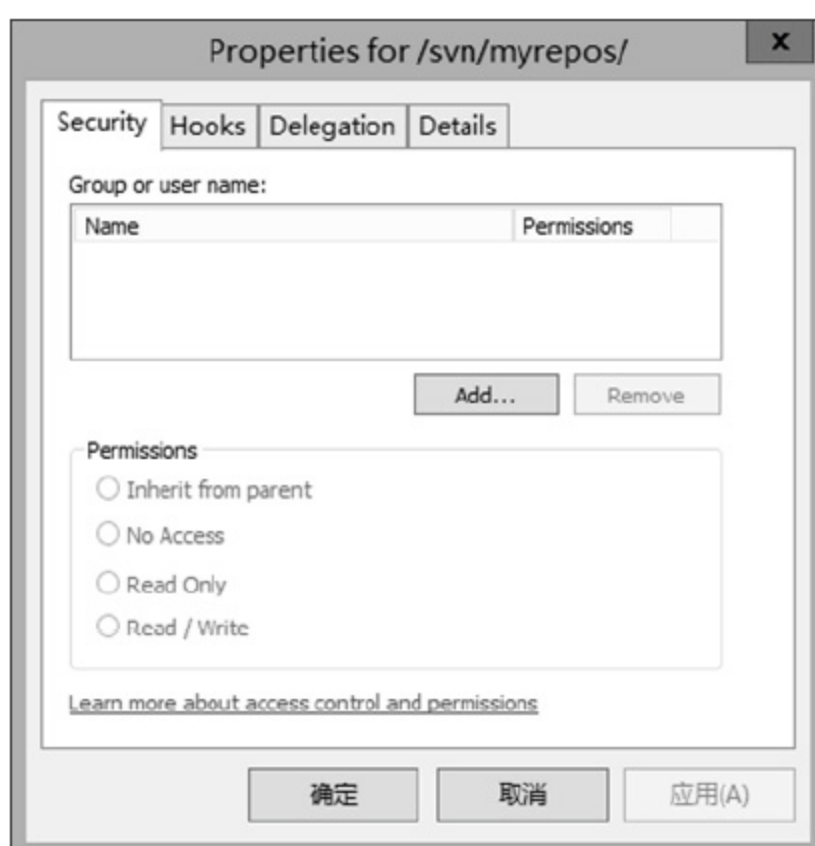 Properties for /svn/myrepos/
x
Security Hooks Delegation Details
Group or user name:
Name Permissions
Add... Remove
Permissions
Inherit from parent
No Access
Read Only
Read / Write
Learn more about access control and permissions
确定 取消 应用(A)